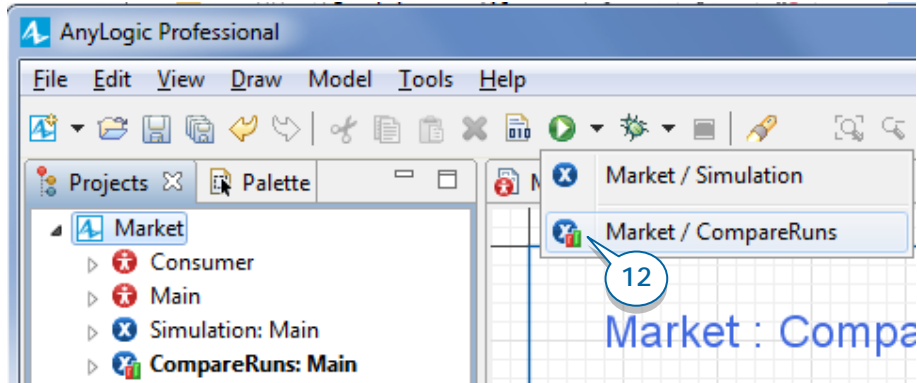 AnyLogic Professional
File Edit View Draw Model Tools Help
010
Projects Palette
Market / Simulation
Market
Market / CompareRuns
Consumer
12
Main
Market : Compa
Simulation: Main
CompareRuns: Main